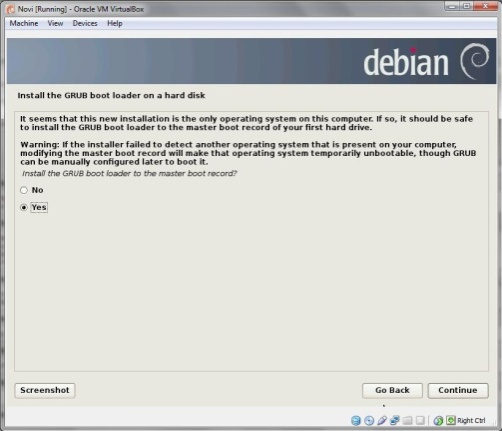 Novi [Running] - Oracle VM VirtualBox
Machine View Devices Help
debian
Install the GRUB boot loader on a hard disk
It seems that this new installation is the only operating system on this computer. If so, it should be safe
to install the GRUB boot loader to the master boot record of your first hard drive.
Warning: If the installer failed to detect another operating system that is present on your computer,
modifying the master boot record will make that operating system temporarily unbootable, though GRUB
can be manually configured later to boot it.
Install the GRUB boot loader to the master boot record?
No
Yes
Screenshot
Go Back
Continue
Right Ctrl